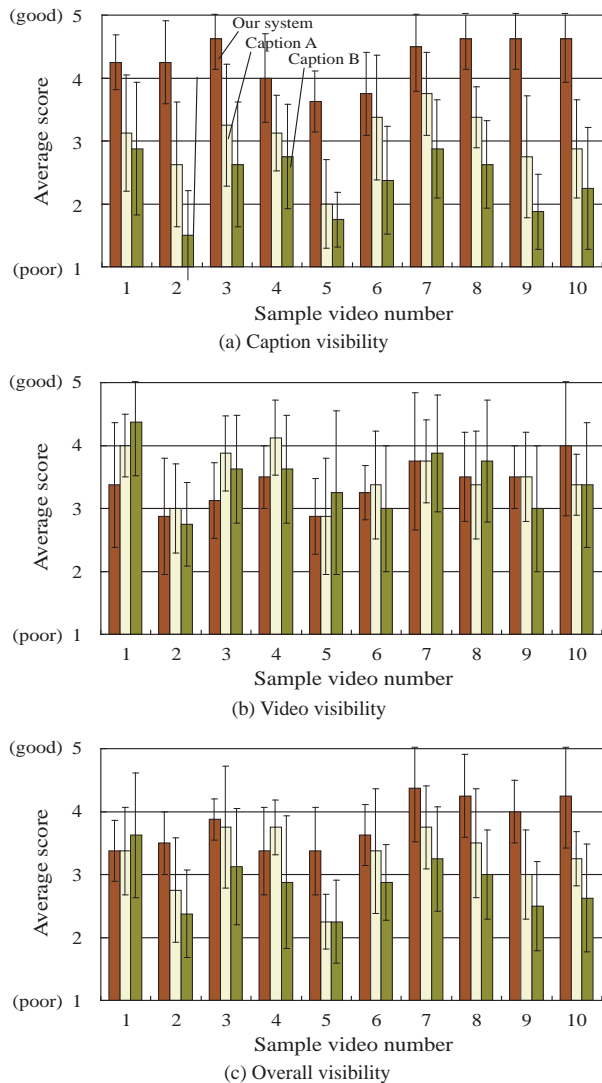 (good) 5
Our system
Caption A
Caption B
4
3
2
(poor) 1
Average score
1 2 3 4 5 6 7 8 9 10
Sample video number
(a) Caption visibility
(good) 5
4
3
2
(poor) 1
Average score
1 2 3 4 5 6 7 8 9 10
Sample video number
(b) Video visibility
(good) 5
4
3
2
(poor) 1
Average score
1 2 3 4 5 6 7 8 9 10
Sample video number
(c) Overall visibility